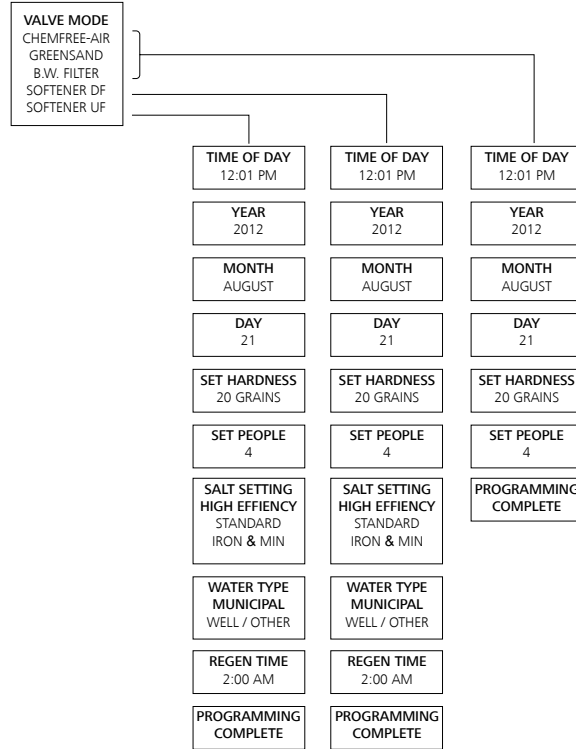 VALVE MODE
CHEMFREE-AIR
GREENSAND
B.W. FILTER
SOFTENER DF
SOFTENER UF
TIME OF DAY
12:01 PM
YEAR
2012
MONTH
AUGUST
DAY
21
SET HARDNESS
20 GRAINS
SET PEOPLE
4
SALT SETTING
HIGH EFFIENCY
STANDARD
IRON & MIN
WATER TYPE
MUNICIPAL
WELL / OTHER
REGEN TIME
2:00 AM
PROGRAMMING
COMPLETE
TIME OF DAY
12:01 PM
YEAR
2012
MONTH
AUGUST
DAY
21
SET HARDNESS
20 GRAINS
SET PEOPLE
4
SALT SETTING
HIGH EFFIENCY
STANDARD
IRON & MIN
WATER TYPE
MUNICIPAL
WELL / OTHER
REGEN TIME
2:00 AM
PROGRAMMING
COMPLETE
TIME OF DAY
12:01 PM
YEAR
2012
MONTH
AUGUST
DAY
21
SET HARDNESS
20 GRAINS
SET PEOPLE
4
PROGRAMMING
COMPLETE